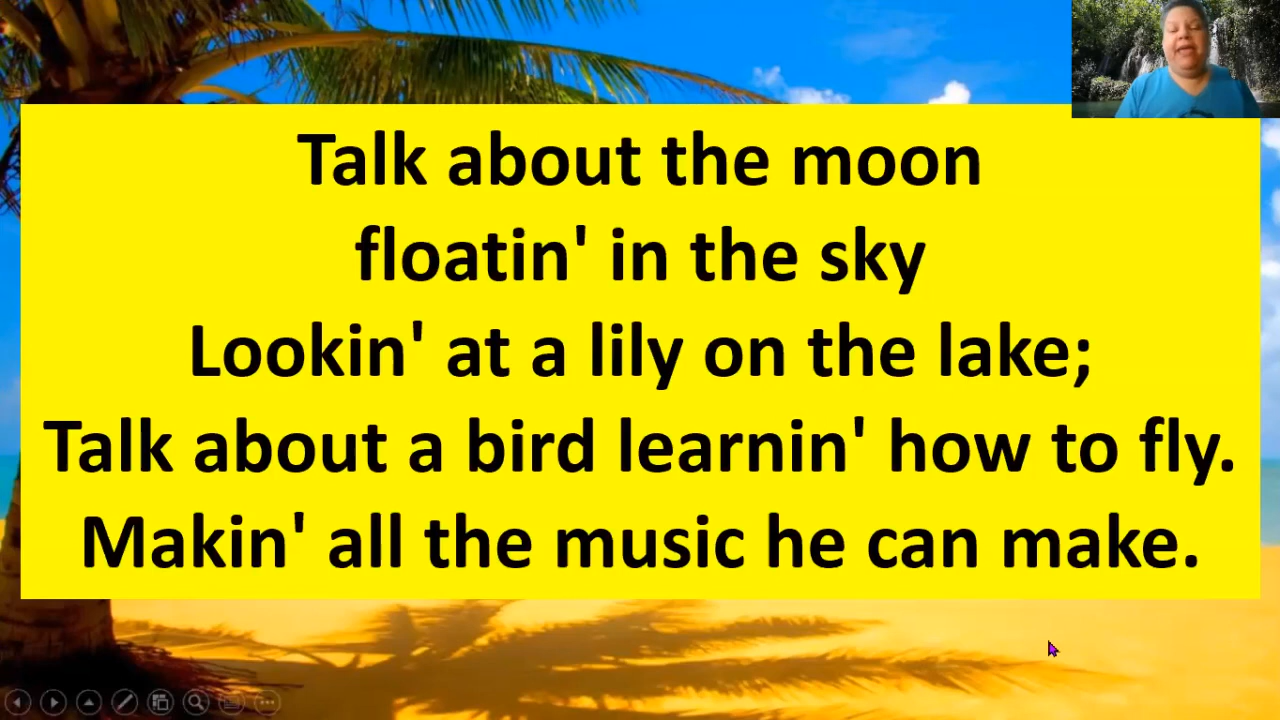 Talk about the moon
floatin' in the sky
Lookin' at a lily on the lake;
Talk about a bird learnin' how to fly.
Makin' all the music he can make.